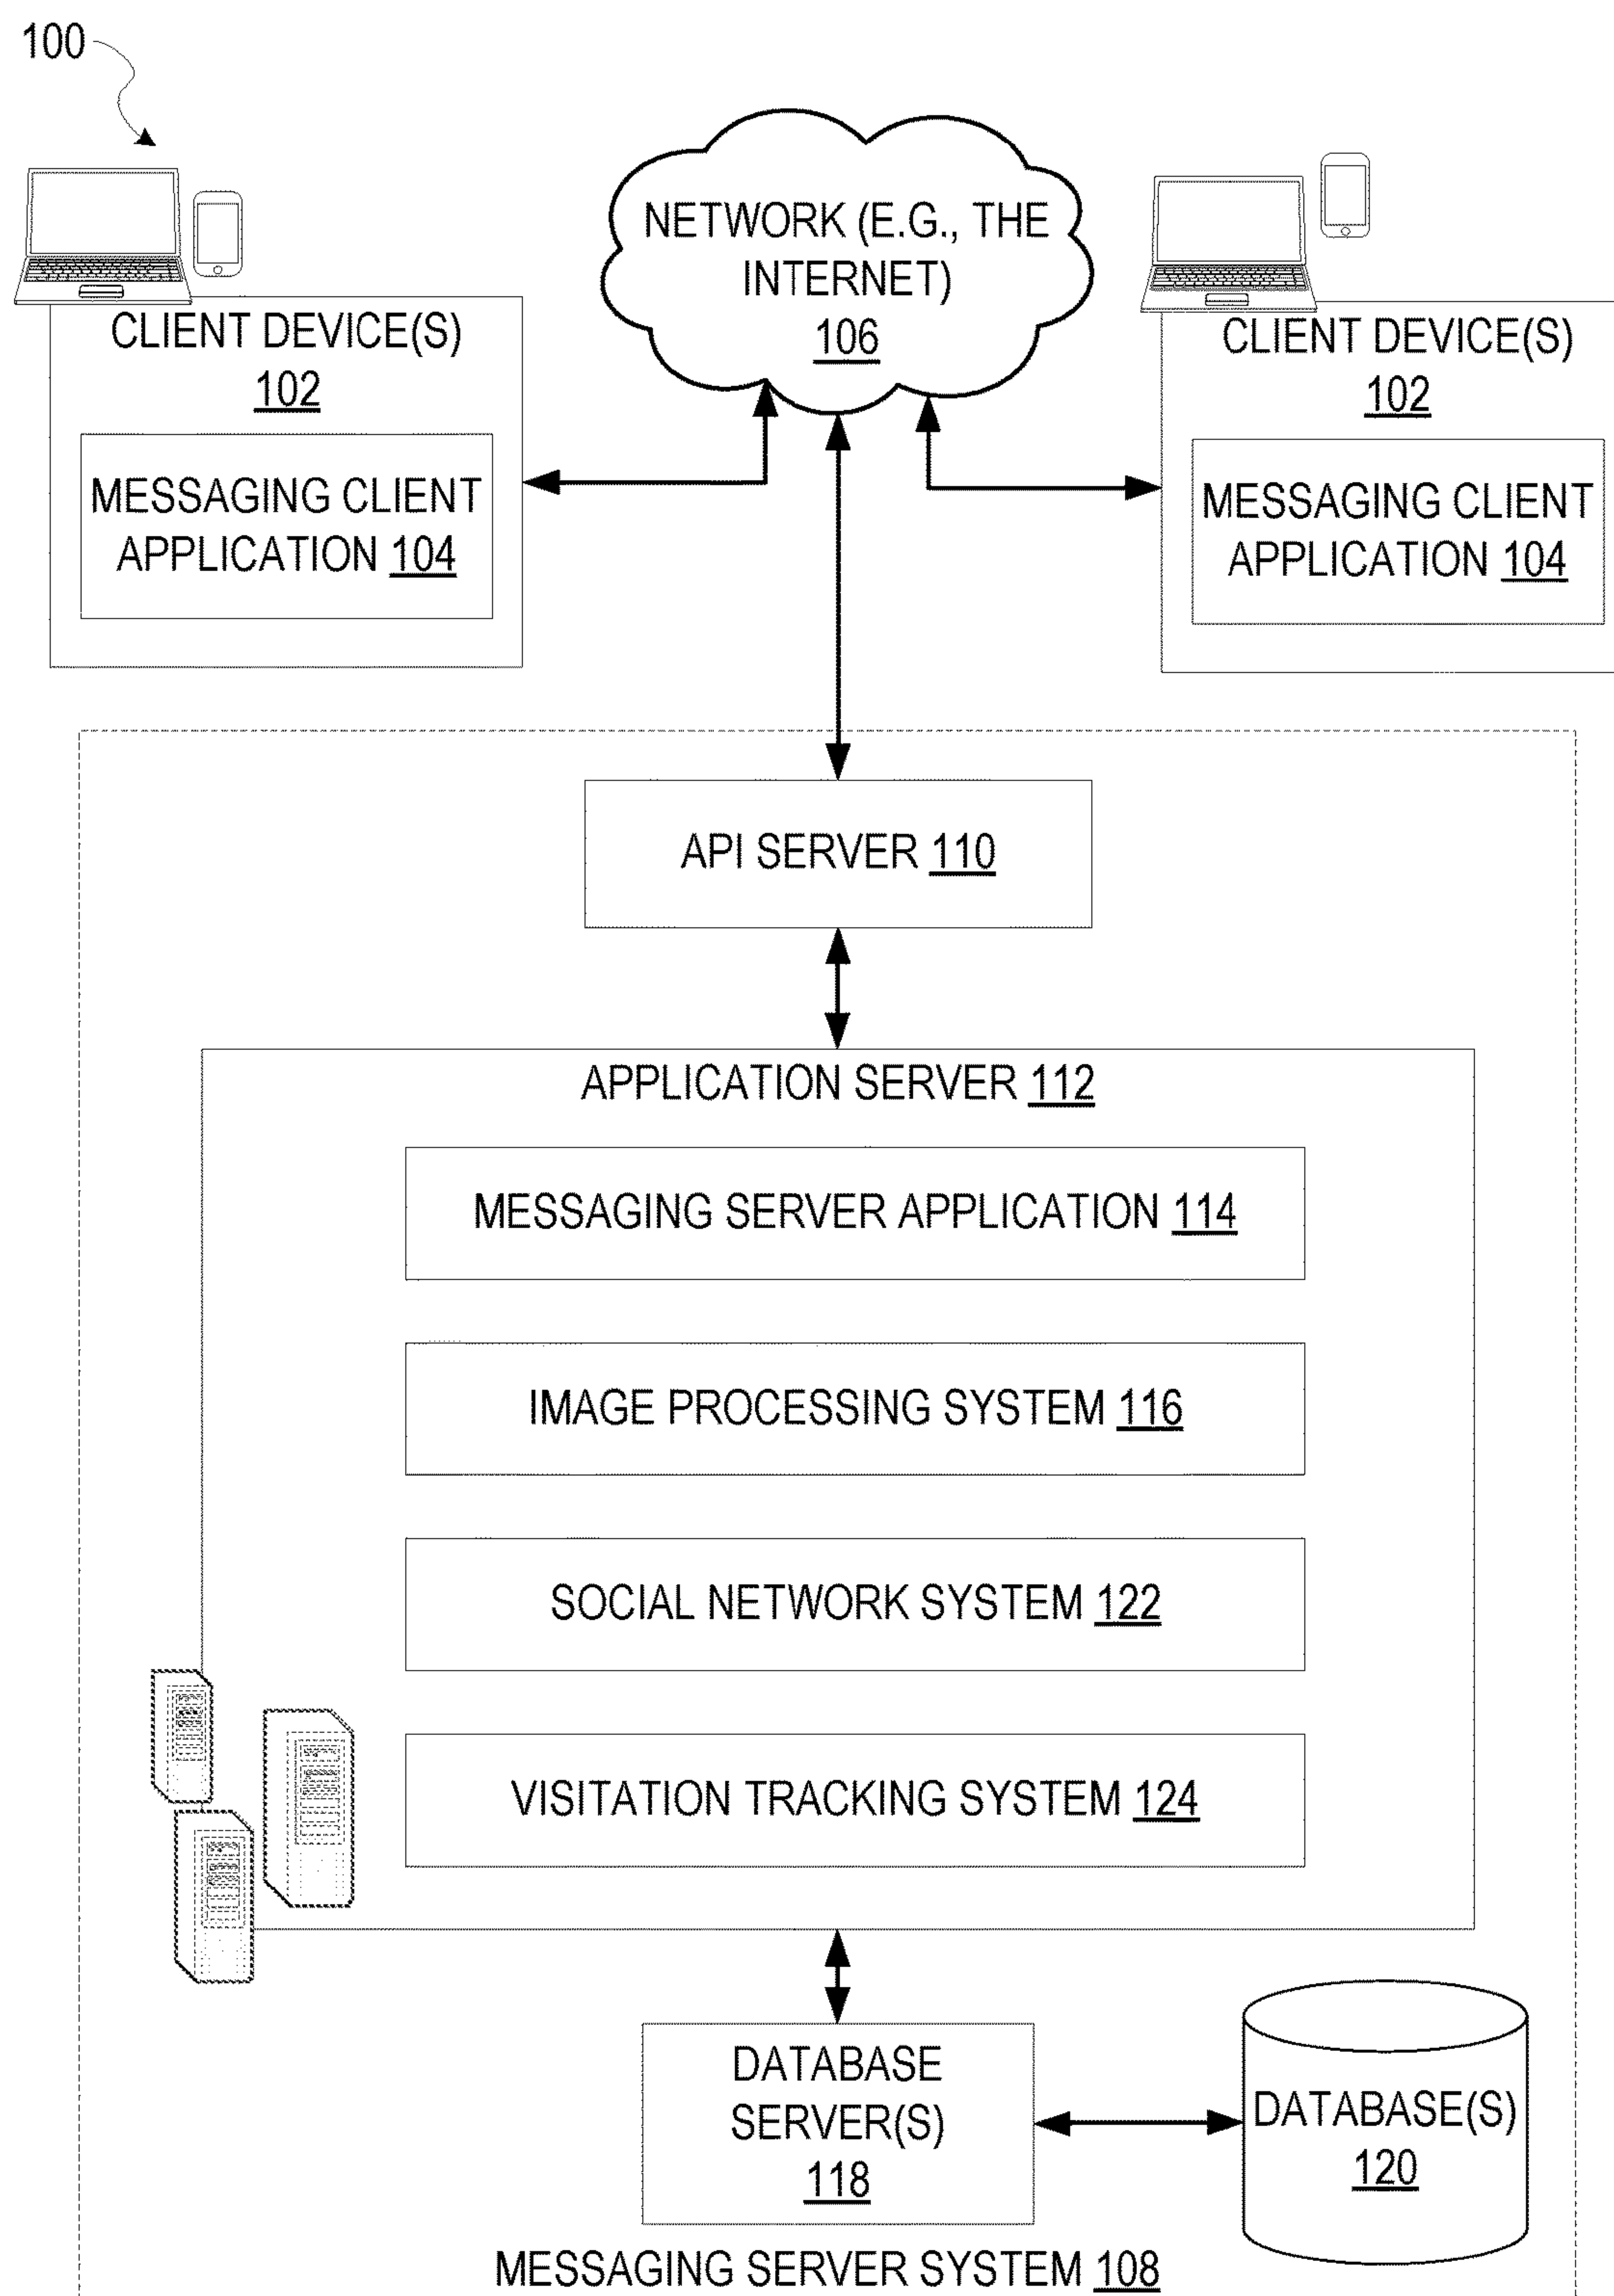 100
NETWORK (E.G., THE
INTERNET)
106
CLIENT DEVICE(S)
102
MESSAGING CLIENT
APPLICATION 104
CLIENT DEVICE(S)
102
MESSAGING CLIENT
APPLICATION 104
API SERVER 110
APPLICATION SERVER 112
MESSAGING SERVER APPLICATION 114
IMAGE PROCESSING SYSTEM 116
SOCIAL NETWORK SYSTEM 122
VISITATION TRACKING SYSTEM 124
DATABASE
SERVER(S)
118
DATABASE(S)
120
MESSAGING SERVER SYSTEM 108